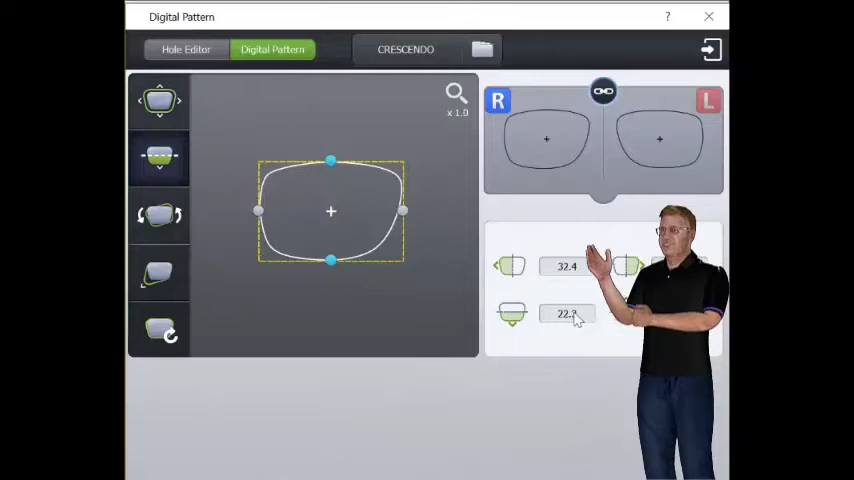 Digital Pattern
?
Hole Editor
Digital Pattern
CRESCENDO
x 1.0
R
L
32.4